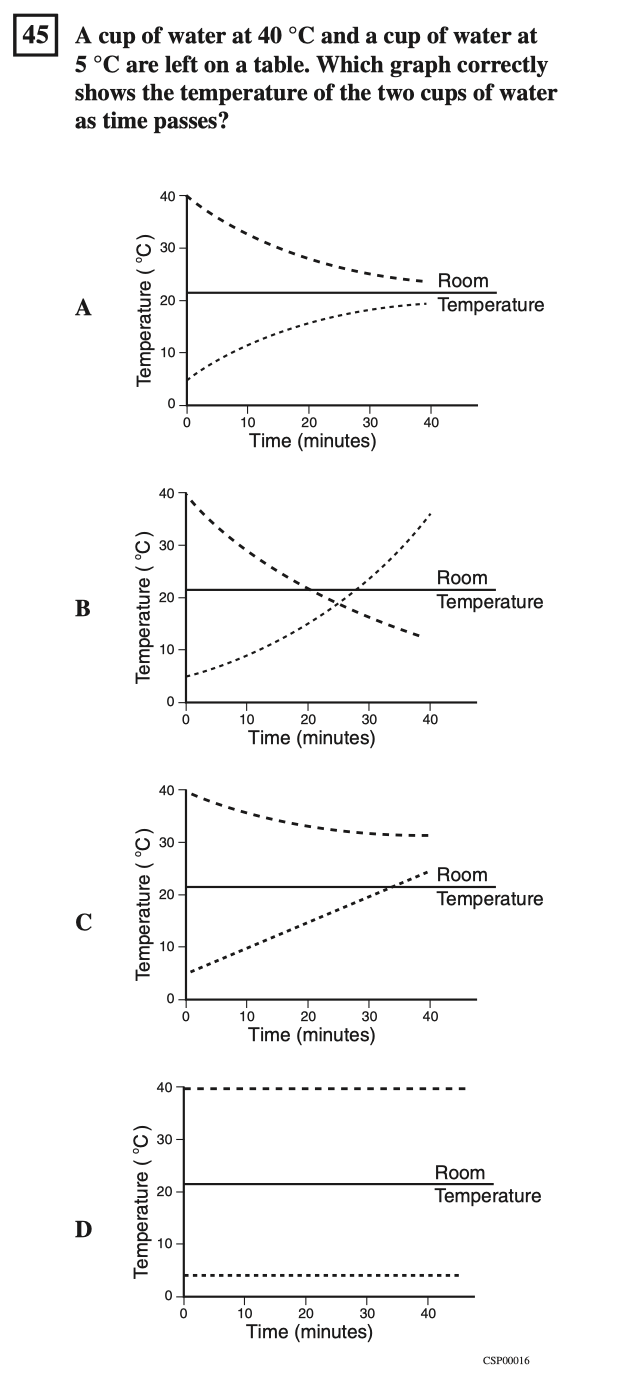 45 A cup of water at 40 °C and a cup of water at
5 °C are left on a table. Which graph correctly
shows the temperature of the two cups of water
as time passes?
A
Temperature ( °C)
40
30
20
10
0
Room
Temperature
0 10 20 30 40
Time (minutes)
B
Temperature ( °C)
40
30
20
10
0
Room
Temperature
0 10 20 30 40
Time (minutes)
C
Temperature ( °C)
40
30
20
10
0
Room
Temperature
0 10 20 30 40
Time (minutes)
D
Temperature ( °C)
40
30
20
10
0
Room
Temperature
0 10 20 30 40
Time (minutes)
CSP00016